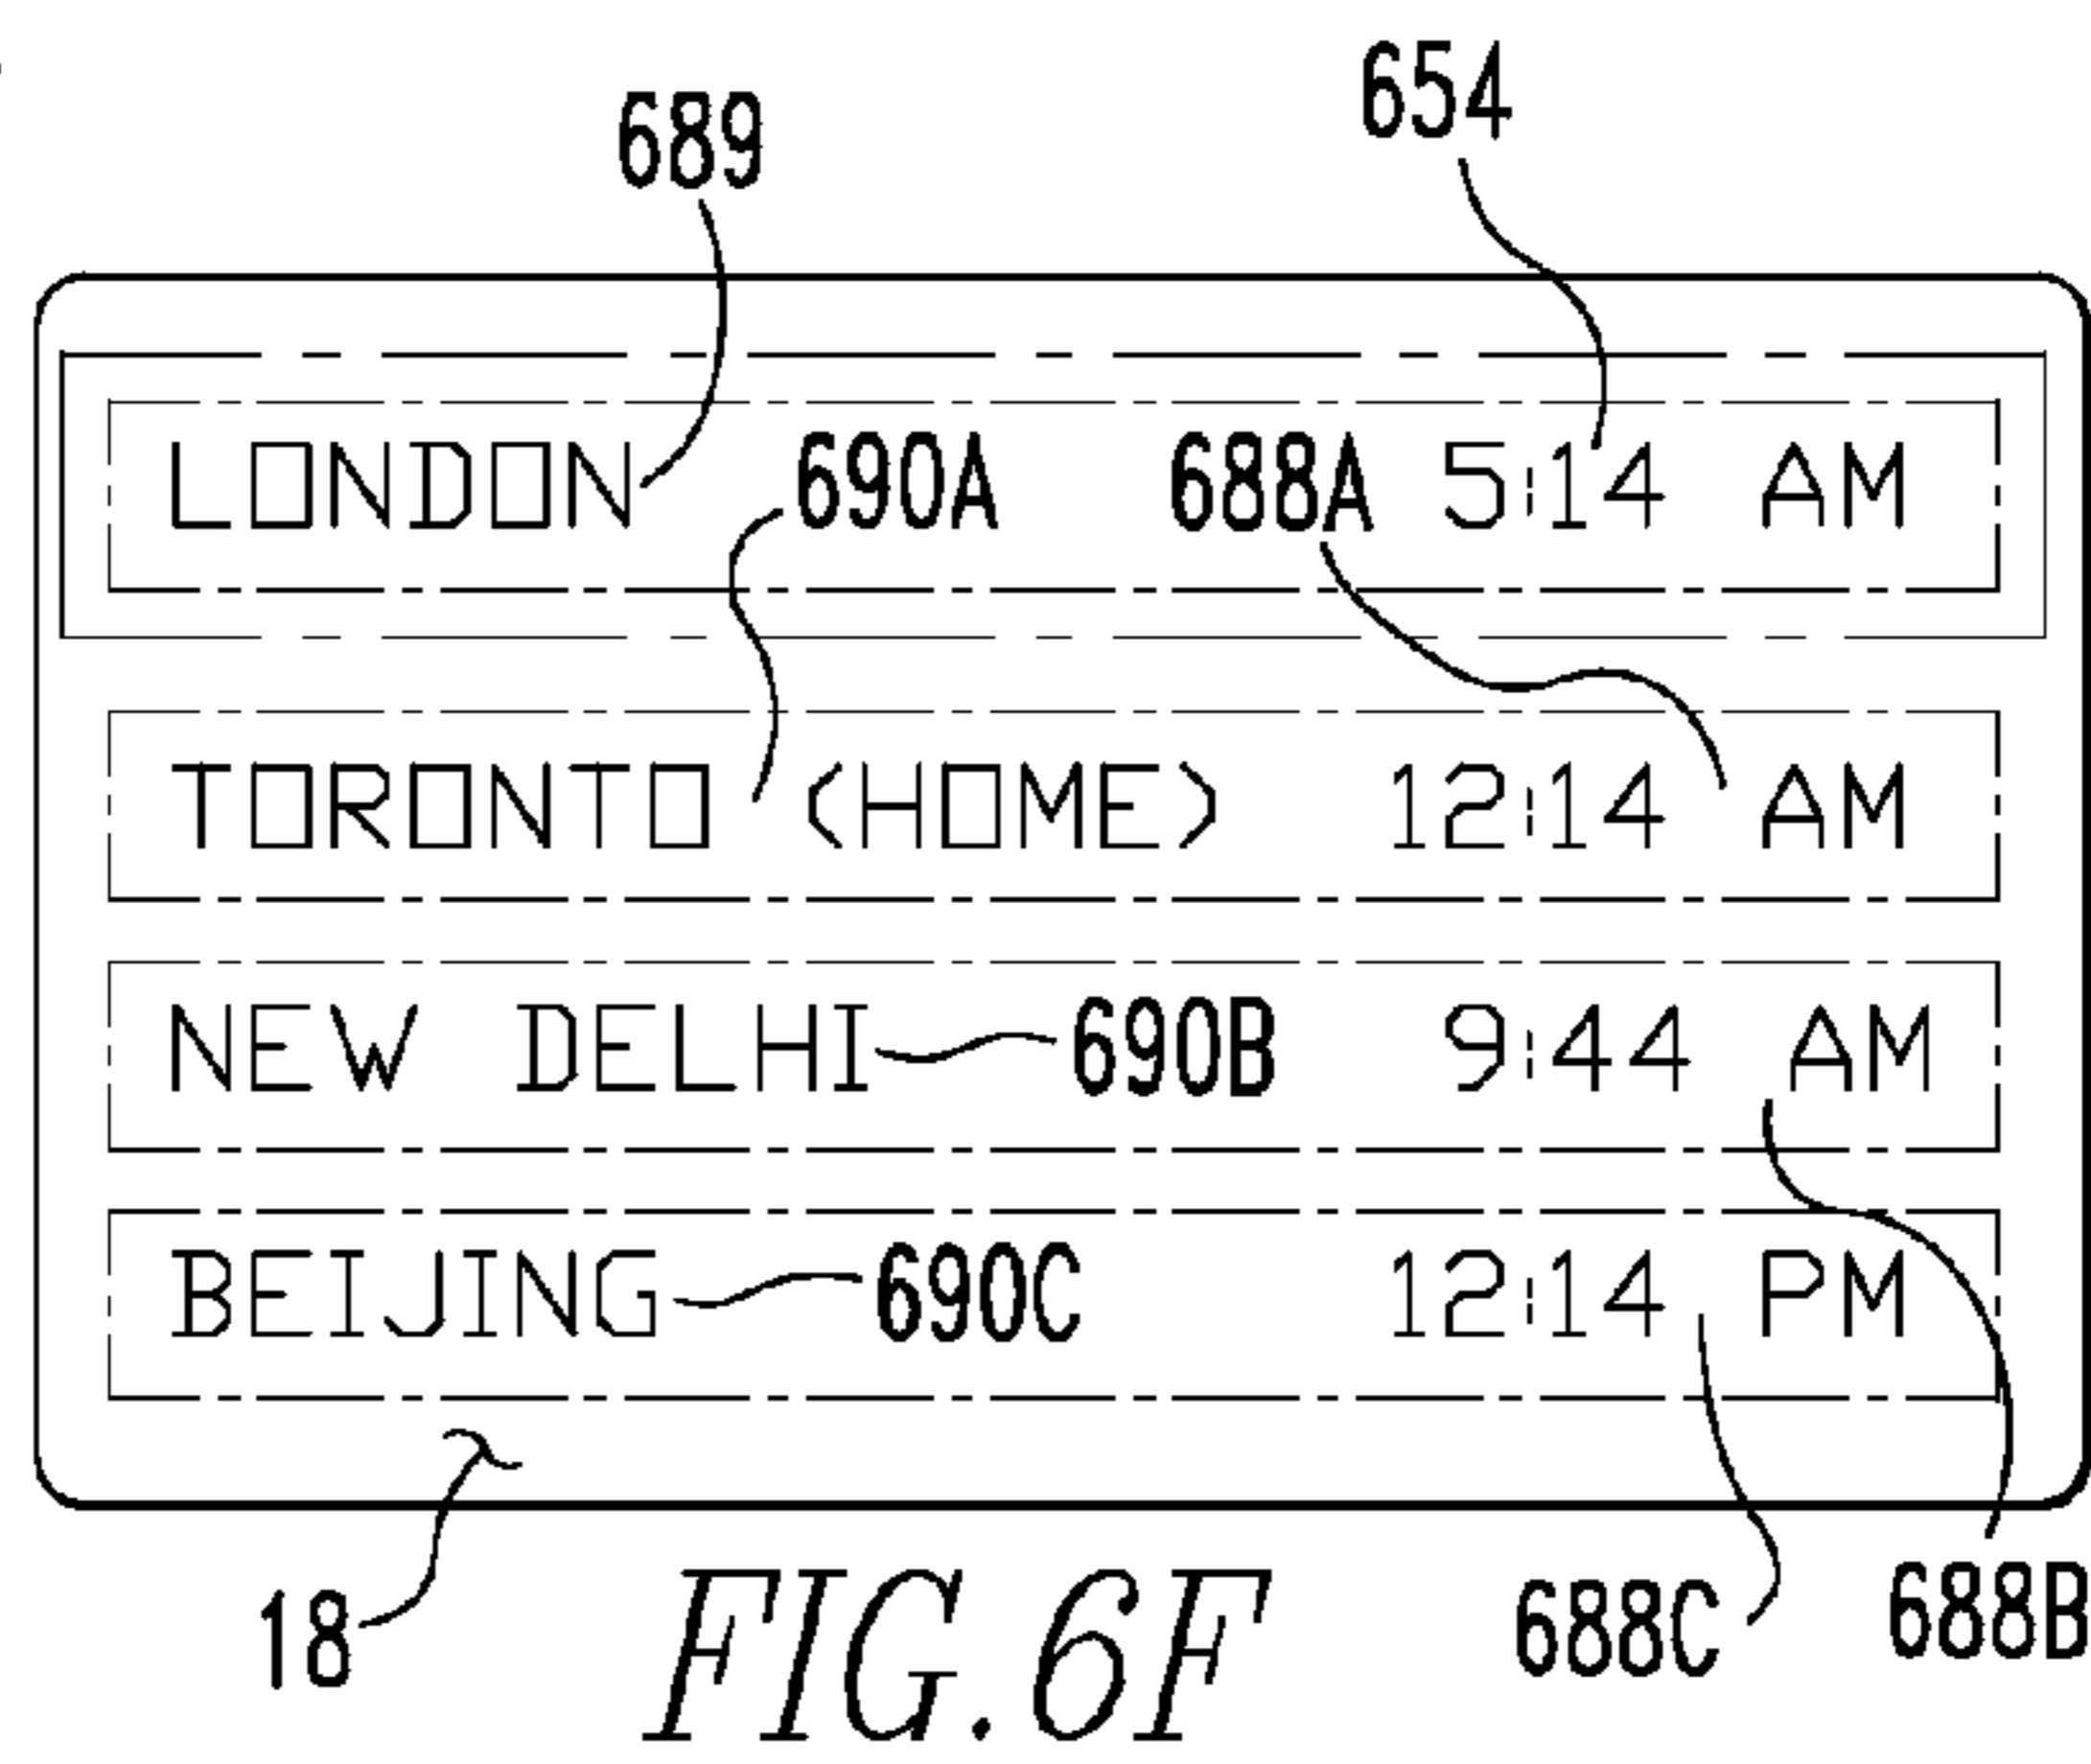 689 654
LONDON 690A 688A 5:14 AM
TORONTO (HOME) 12:14 AM
NEW DELHI 690B 9:44 AM
BEIJING 690C 12:14 PM
18 FIG.6F 688C 688B